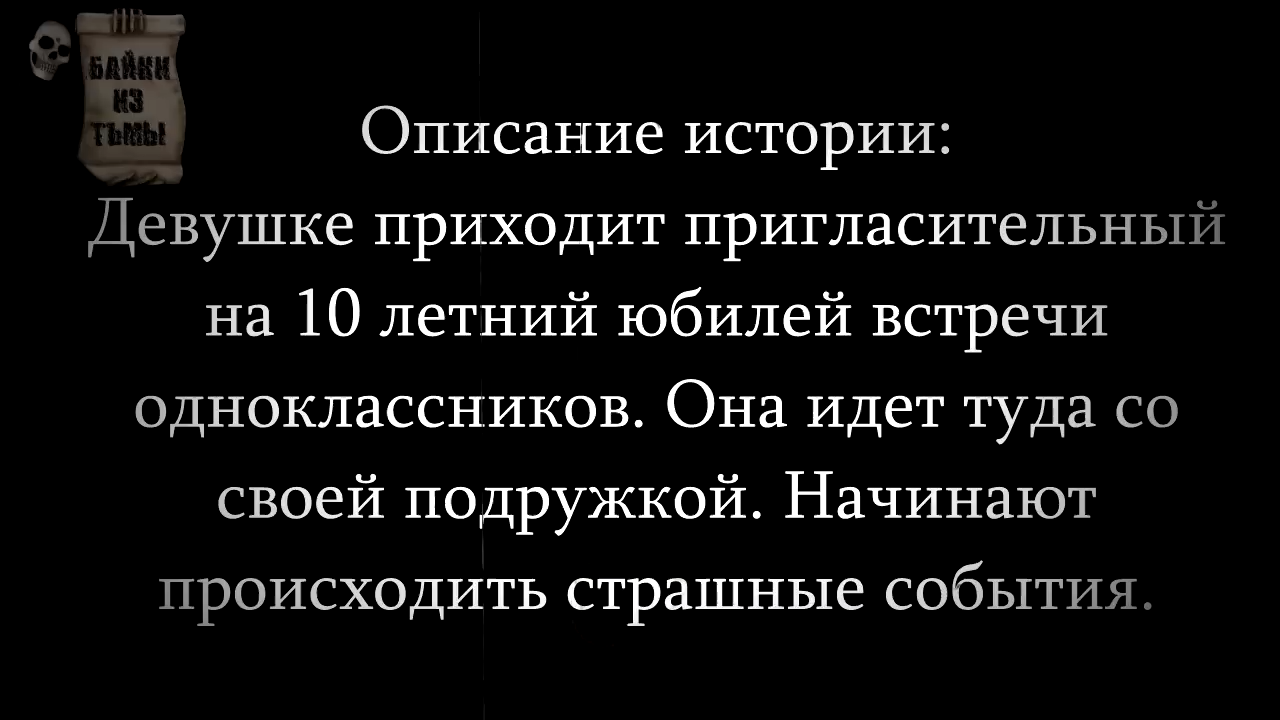 БАЙКИ
ИЗ
ТЬМЫ
Описание истории:
Девушке приходит пригласительный
на 10 летний юбилей встречи
одноклассников. Она идет туда со
своей подружкой. Начинают
происходить страшные события.